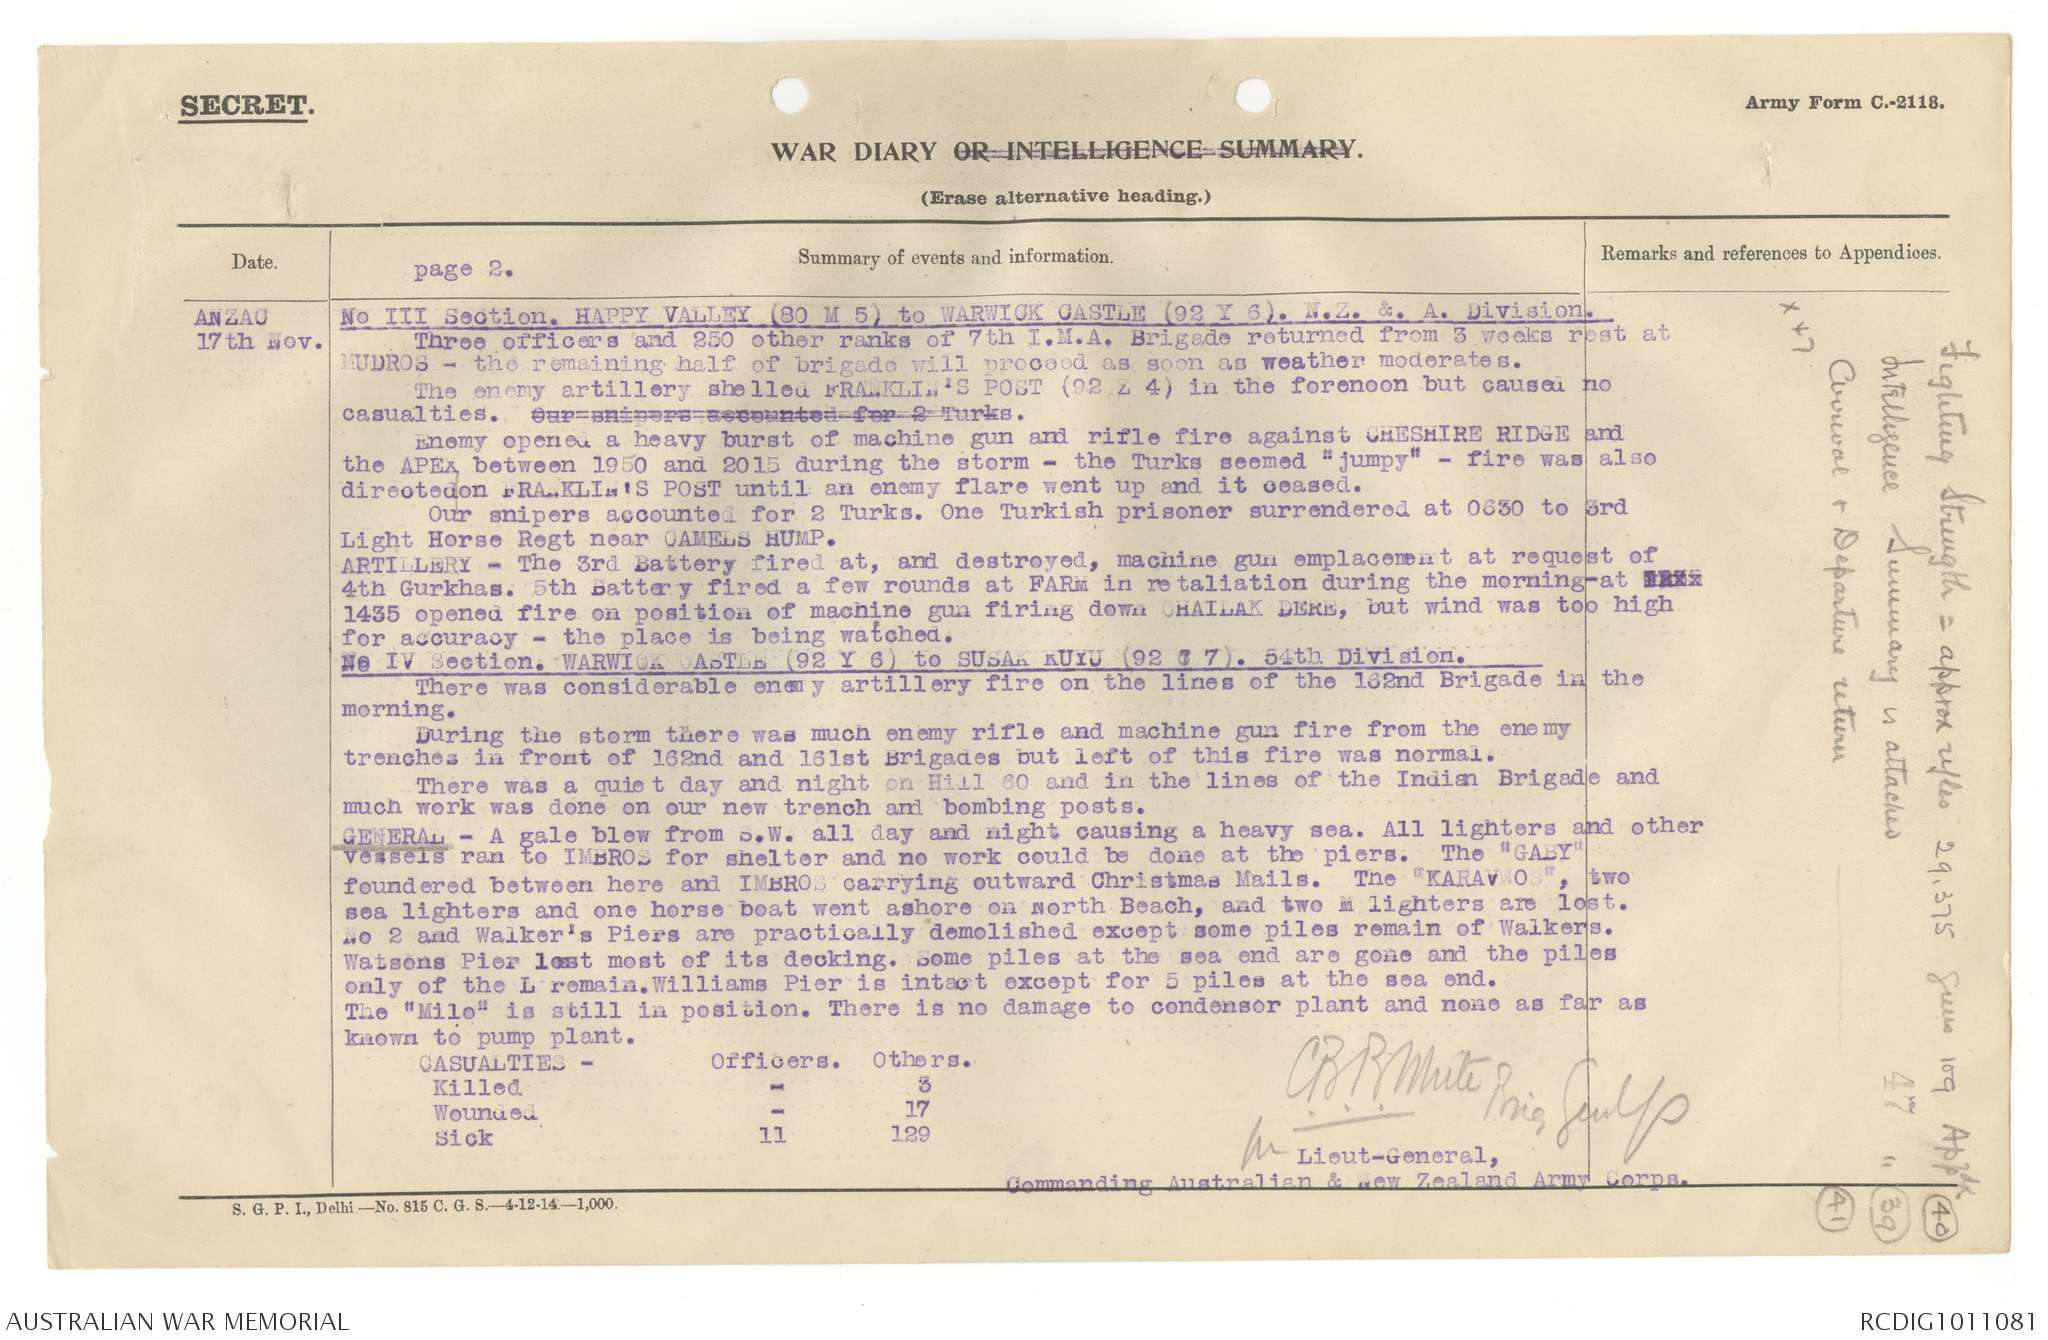 SECRET.
Army Form C.-2118.
WAR DIARY OR INTELLIGENCE SUMMARY.
(Erase alternative heading.)
Date.
Summary of events and information.
Remarks and references to Appendices.
page 2.
ANZAC
17th Nov.
No III Section. HAPPY VALLEY (80 M 5) to WARWICK CASTLE (92 Y 6). N.Z. &. A. Division.
Three officers and 250 other ranks of 7th I.M.A. Brigade returned from 3 weeks rest at
MUDROS - the remaining half of brigade will proceed as soon as weather moderates.
The enemy artillery shelled FRANKLIN'S POST (92 Z 4) in the forenoon but caused no
casualties. Our snipers accounted for 2 Turks.
Enemy opened a heavy burst of machine gun and rifle fire against CHESHIRE RIDGE and
the APEX between 1950 and 2015 during the storm - the Turks seemed "jumpy" - fire was also
directedon FRANKLIN'S POST until an enemy flare went up and it ceased.
Our snipers accounted for 2 Turks. One Turkish prisoner surrendered at 0630 to 3rd
Light Horse Regt near CAMELS HUMP.
ARTILLERY - The 3rd Battery fired at, and destroyed, machine gun emplacement at request of
4th Gurkhas. 5th Battery fired a few rounds at FARM in retaliation during the morning-at
1435 opened fire on position of machine gun firing down CHAILAK DERE, but wind was too high
for accuracy - the place is being watched.
No IV Section. WARWICK CASTLE (92 Y 6) to SUSAK KUYU (92 C 7). 54th Division.
There was considerable enemy artillery fire on the lines of the 162nd Brigade in the
morning.
During the storm there was much enemy rifle and machine gun fire from the enemy
trenches in front of 162nd and 161st Brigades but left of this fire was normal.
There was a quiet day and night on Hill 60 and in the lines of the Indian Brigade and
much work was done on our new trench and bombing posts.
GENERAL - A gale blew from S.W. all day and night causing a heavy sea. All lighters and other
vessels ran to IMBROS for shelter and no work could be done at the piers. The "GABY"
foundered between here and IMBROS carrying outward Christmas Mails. The "KARAVNOS", two
sea lighters and one horse boat went ashore on North Beach, and two M lighters are lost.
No 2 and Walker's Piers are practically demolished except some piles remain of Walkers.
Watsons Pier lost most of its decking. Some piles at the sea end are gone and the piles
only of the L remain.Williams Pier is intact except for 5 piles at the sea end.
The "Milo" is still in position. There is no damage to condensor plant and none as far as
known to pump plant.
CASUALTIES - Officers. Others.
Killed - 3
Wounded - 17
Sick 11 129
CBB White Brig Genl
for Lieut-General,
Commanding Australian & New Zealand Army Corps.
Fighting Strength = approx rifles 29,375 guns 109 Appdx 40
Intelligence Summary is attached 47 " 39
Arrival & Departure return 41
x 47
S. G. P. I., Delhi.—No. 815 C. G. S.—4-12-14.—1,000.
AUSTRALIAN WAR MEMORIAL
RCDIG1011081